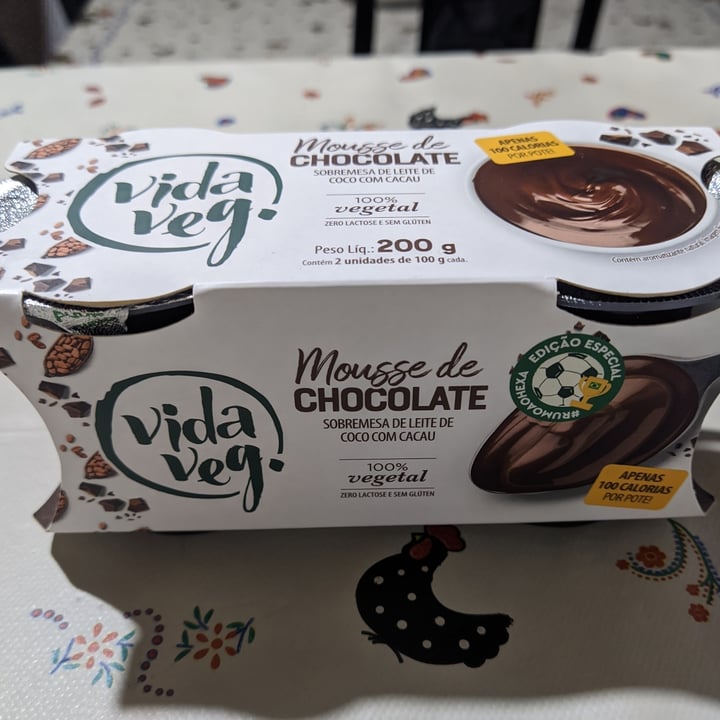 vida
veg.
Mousse de
CHOCOLATE
SOBREMESA DE LEITE DE
COCO COM CACAU
100%
vegetal
ZERO LACTOSE E SEM GLÚTEN
Peso Líq.: 200 g
Contém 2 unidades de 100 g cada.
APENAS
100 CALORIAS
POR POTE!
vida
veg.
Mousse de
CHOCOLATE
SOBREMESA DE LEITE DE
COCO COM CACAU
100%
vegetal
ZERO LACTOSE E SEM GLÚTEN
EDIÇÃO ESPECIAL
#RUMOAOHEXA
APENAS
100 CALORIAS
POR POTE!